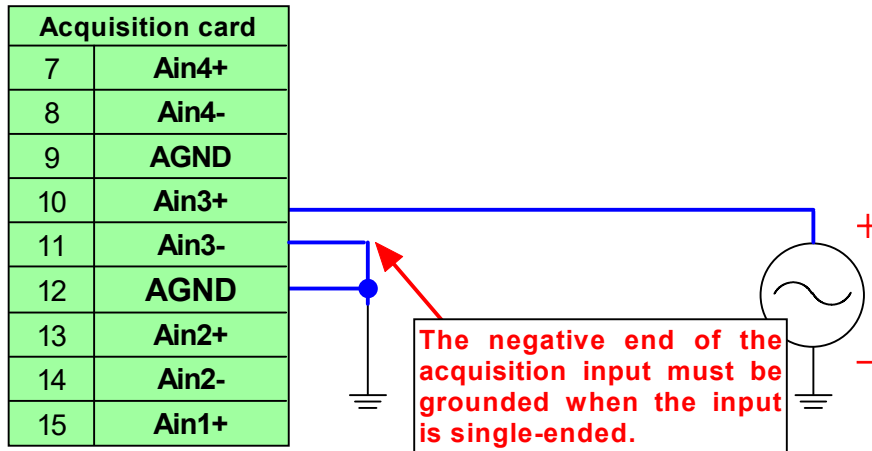 Acquisition card
7 Ain4+
8 Ain4-
9 AGND
10 Ain3+
11 Ain3-
12 AGND
13 Ain2+
14 Ain2-
15 Ain1+
+
−
The negative end of the
acquisition input must be
grounded when the input
is single-ended.